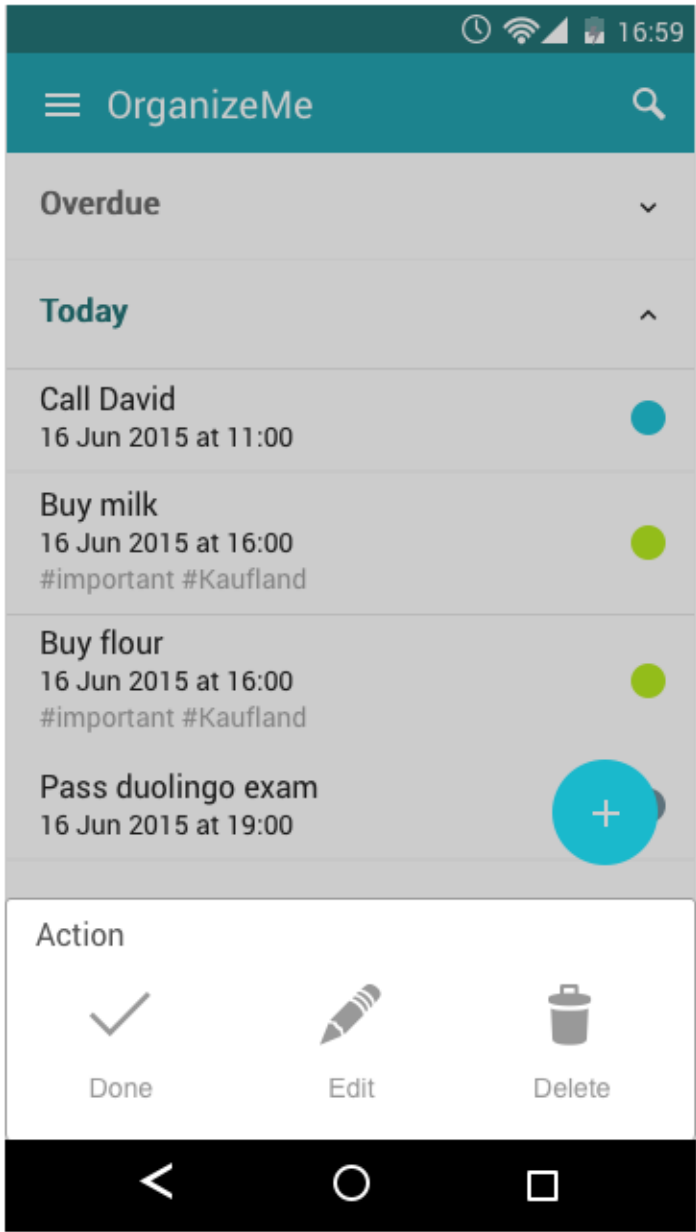 16:59
OrganizeMe
Overdue
Today
Call David
16 Jun 2015 at 11:00
Buy milk
16 Jun 2015 at 16:00
#important #Kaufland
Buy flour
16 Jun 2015 at 16:00
#important #Kaufland
Pass duolingo exam
16 Jun 2015 at 19:00
+
Action
Done
Edit
Delete